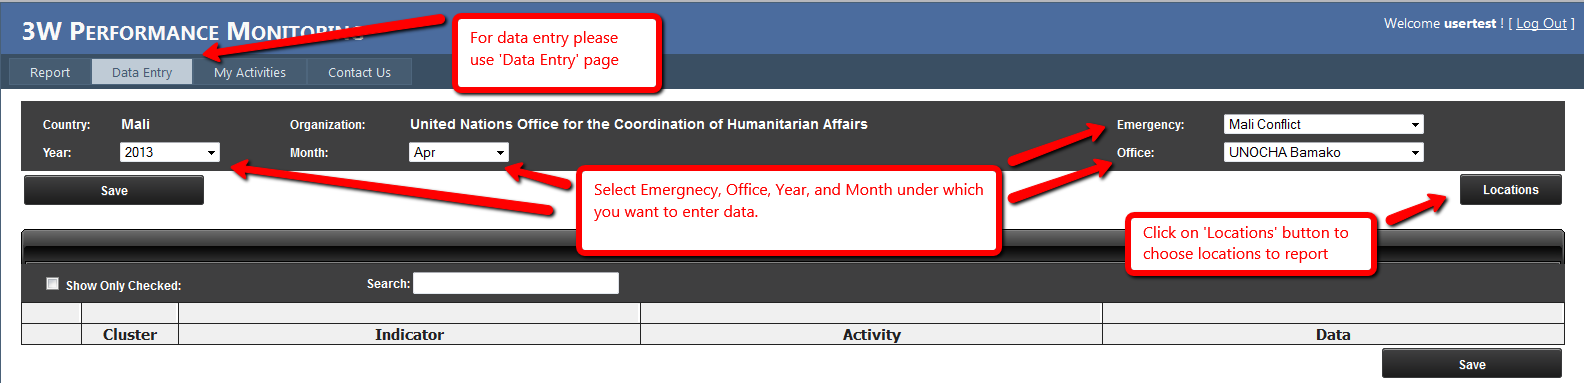 3W PERFORMANCE MONITORING
Welcome usertest ! [ Log Out ]
For data entry please
use 'Data Entry' page
Report Data Entry My Activities Contact Us
Country: Mali Organization: United Nations Office for the Coordination of Humanitarian Affairs Emergency: Mali Conflict
Year: 2013 Month: Apr Office: UNOCHA Bamako
Save
Select Emergnecy, Office, Year, and Month under which
you want to enter data.
Locations
Click on 'Locations' button to
choose locations to report
Show Only Checked: Search:
Cluster Indicator Activity Data
Save